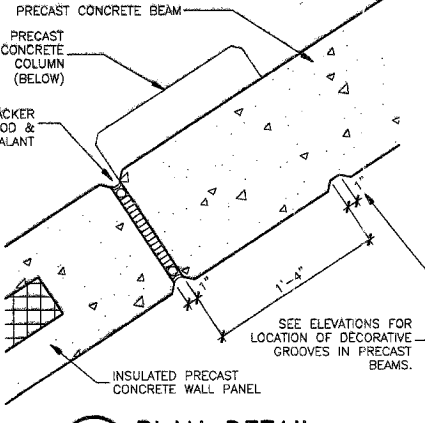 PRECAST CONCRETE BEAM
PRECAST
CONCRETE
COLUMN
(BELOW)
ACKER
OD &
ALANT
1"
1'-4"
1"
SEE ELEVATIONS FOR
LOCATION OF DECORATIVE
GROOVES IN PRECAST
BEAMS.
INSULATED PRECAST
CONCRETE WALL PANEL
PLAN DETAIL